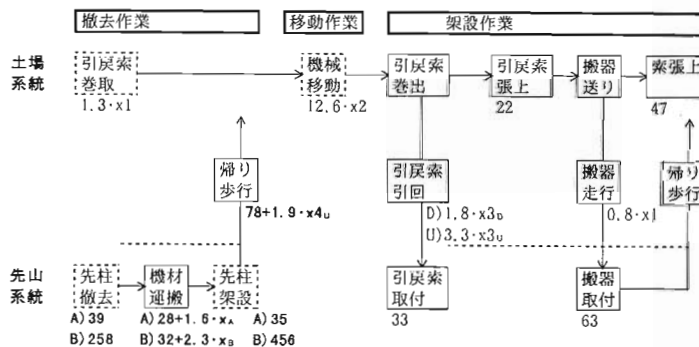 撤去作業 移動作業 架設作業
土場
系統
引戻索
巻取
1.3·x1
機械
移動
12.6·x2
引戻索
巻出
引戻索
張上
22
搬器
送り
索張上
47
帰り
歩行
78+1.9·x4U
引戻索
引回
D)1.8·x3D
U)3.3·x3U
搬器
走行
0.8·x1
帰り
歩行
先山
系統
先柱
撤去
機材
運搬
先柱
架設
引戻索
取付
33
搬器
取付
63
A)39 A)28+1.6·xA A)35
B)258 B)32+2.3·xB B)456